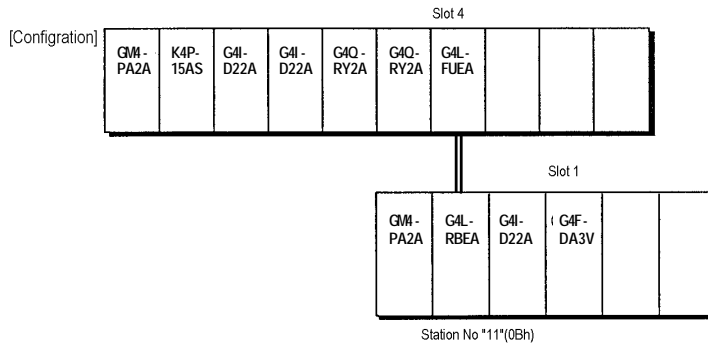 Slot 4
[Configration]
GM4-
PA2A
K4P-
15AS
G4I-
D22A
G4I-
D22A
G4Q-
RY2A
G4Q-
RY2A
G4L-
FUEA
Slot 1
GM4-
PA2A
G4L-
RBEA
G4I-
D22A
G4F-
DA3V
Station No "11"(0Bh)